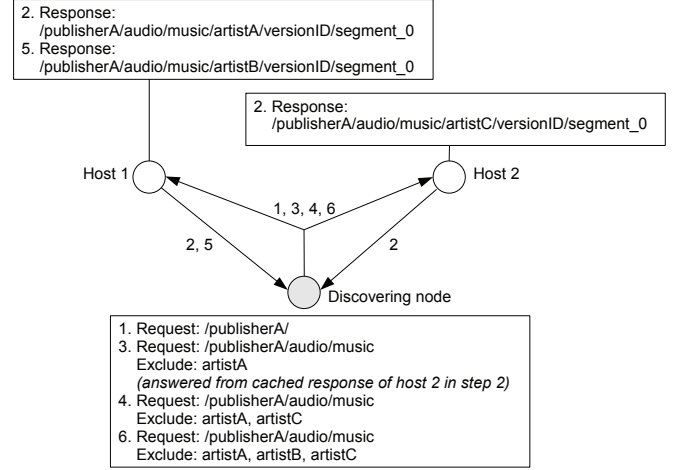 2. Response:
/publisherA/audio/music/artistA/versionID/segment_0
5. Response:
/publisherA/audio/music/artistB/versionID/segment_0
2. Response:
/publisherA/audio/music/artistC/versionID/segment_0
Host 1
Host 2
1, 3, 4, 6
2, 5
2
Discovering node
1. Request: /publisherA/
3. Request: /publisherA/audio/music
Exclude: artistA
(answered from cached response of host 2 in step 2)
4. Request: /publisherA/audio/music
Exclude: artistA, artistC
6. Request: /publisherA/audio/music
Exclude: artistA, artistB, artistC